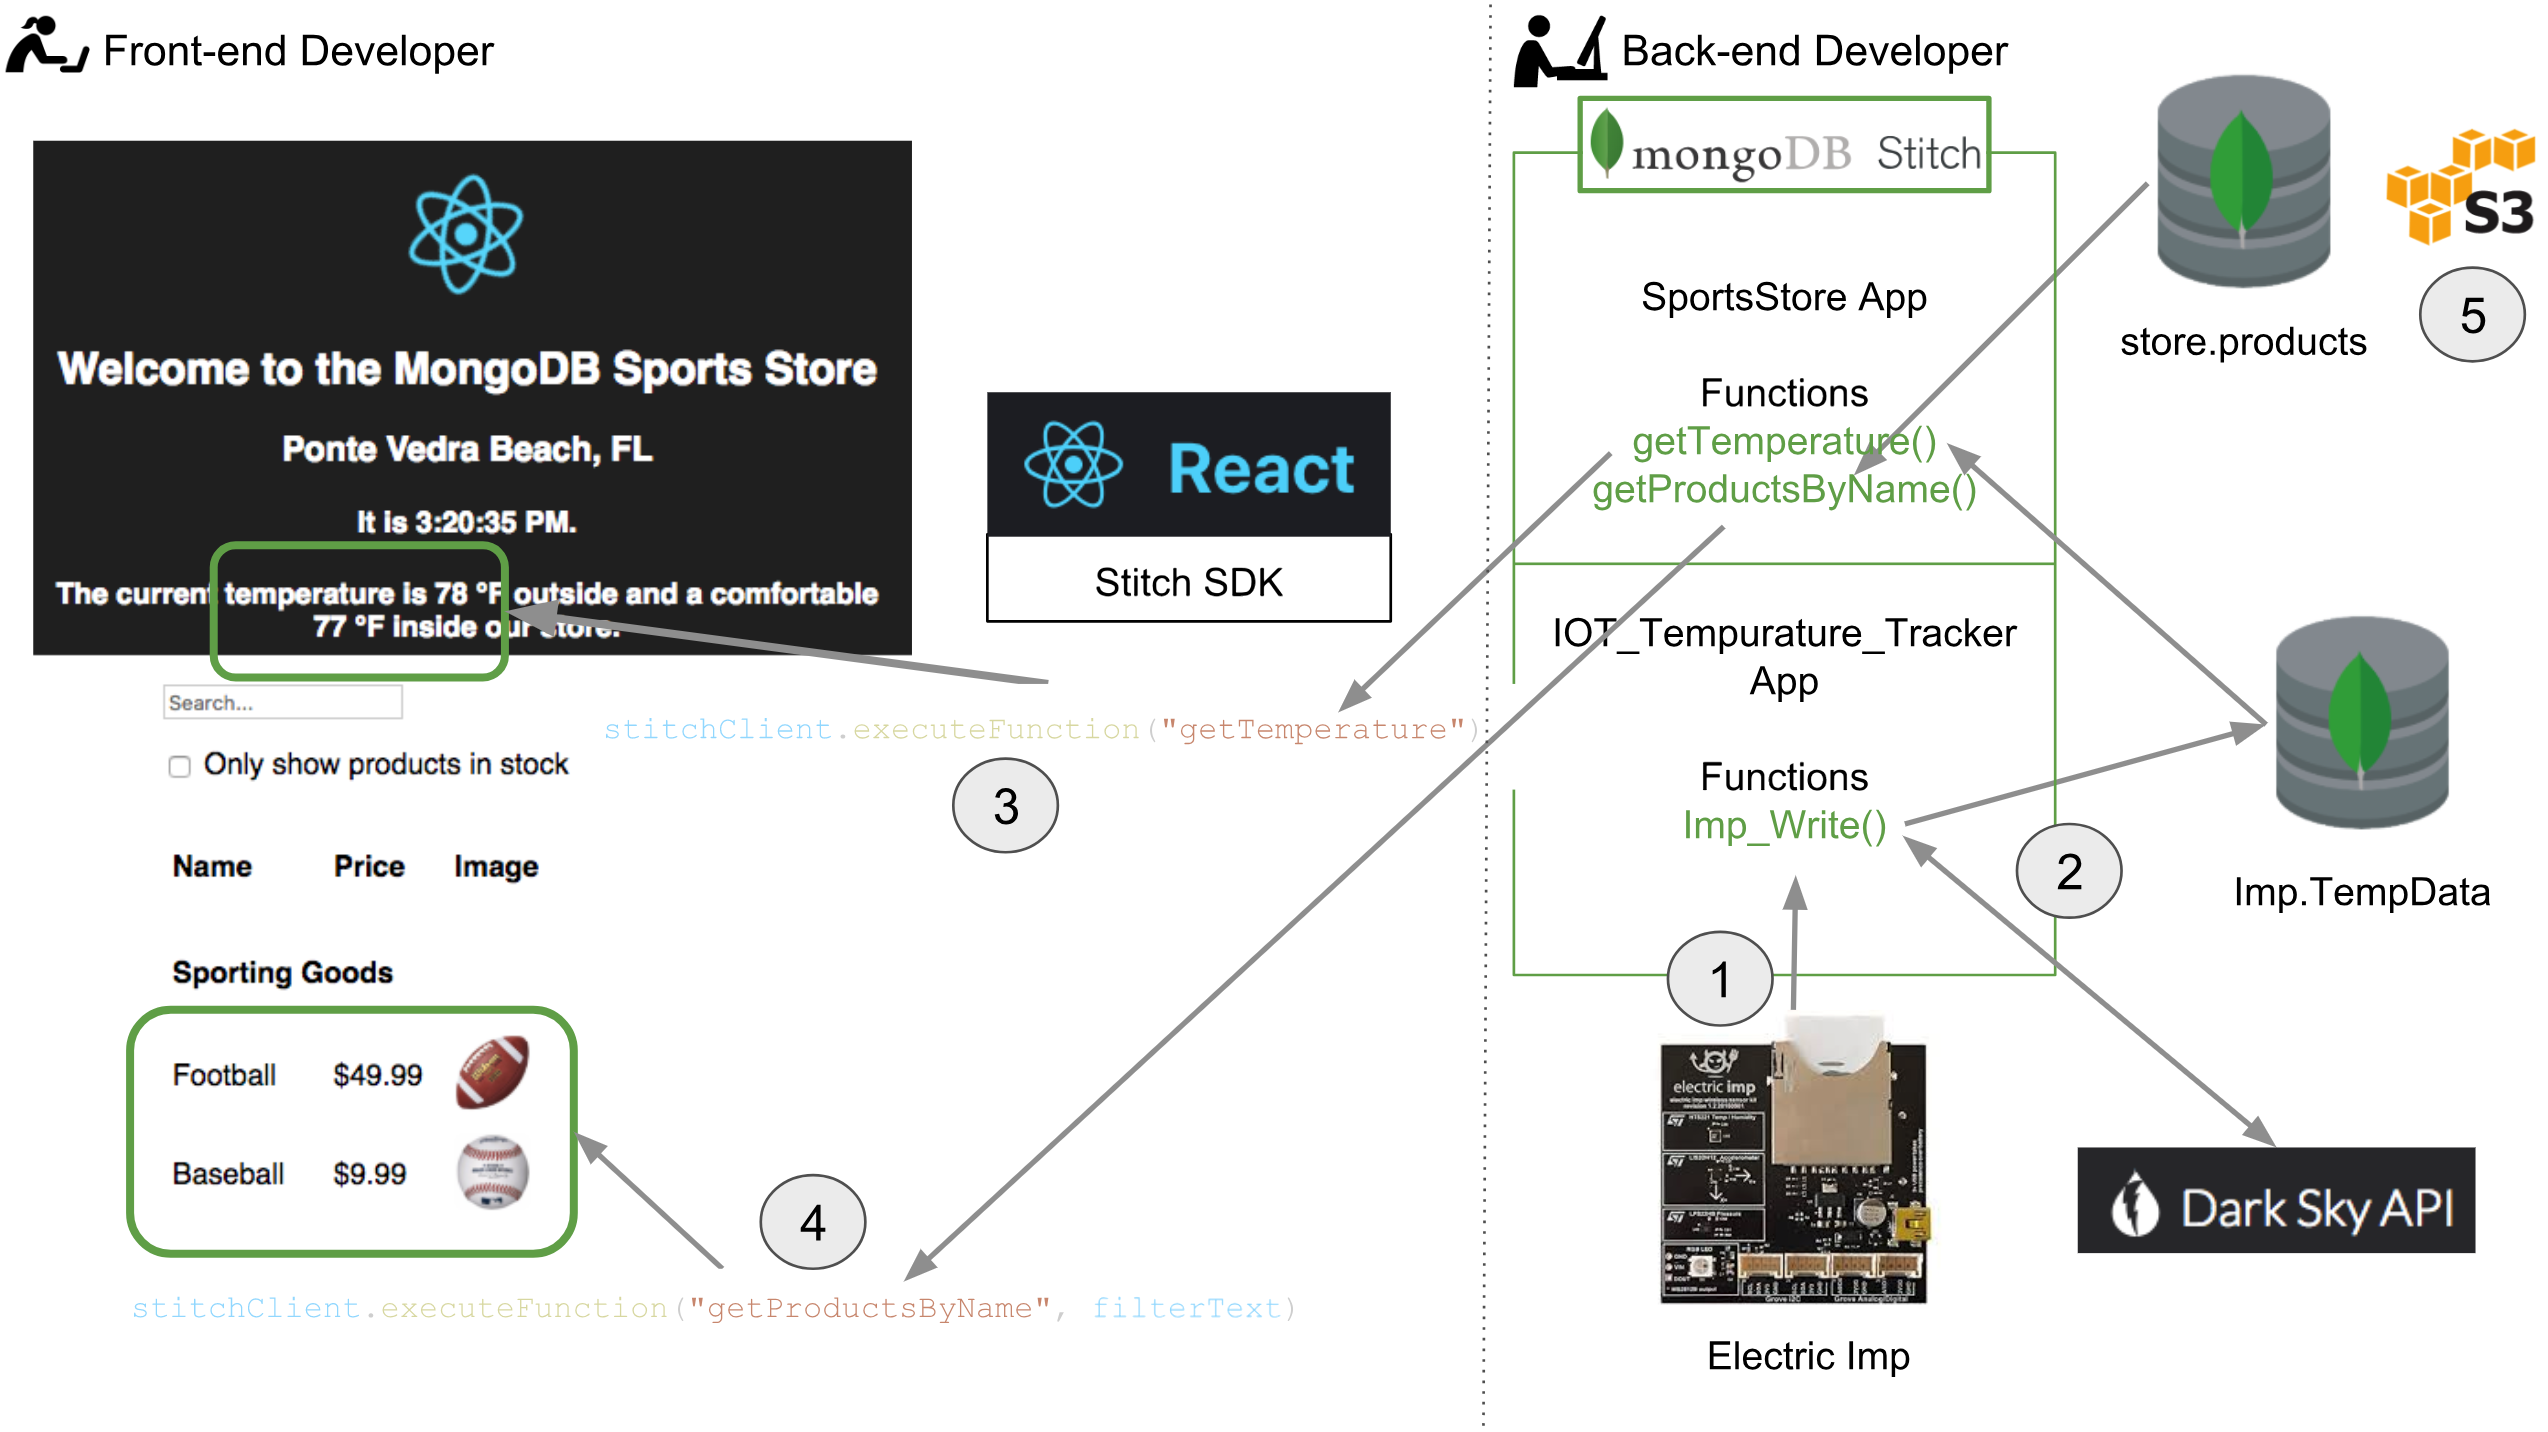 Front-end Developer
Welcome to the MongoDB Sports Store
Ponte Vedra Beach, FL
It is 3:20:35 PM.
The current temperature is 78 °F outside and a comfortable
77 °F inside our store.
Search...
Only show products in stock
Name Price Image
Sporting Goods
Football $49.99
Baseball $9.99
React
Stitch SDK
stitchClient.executeFunction("getTemperature")
3
4
stitchClient.executeFunction("getProductsByName", filterText)
Back-end Developer
mongoDB Stitch
SportsStore App
Functions
getTemperature()
getProductsByName()
IOT_Tempurature_Tracker
App
Functions
Imp_Write()
1
2
electric imp
Electric Imp
store.products
S3
5
Imp.TempData
Dark Sky API